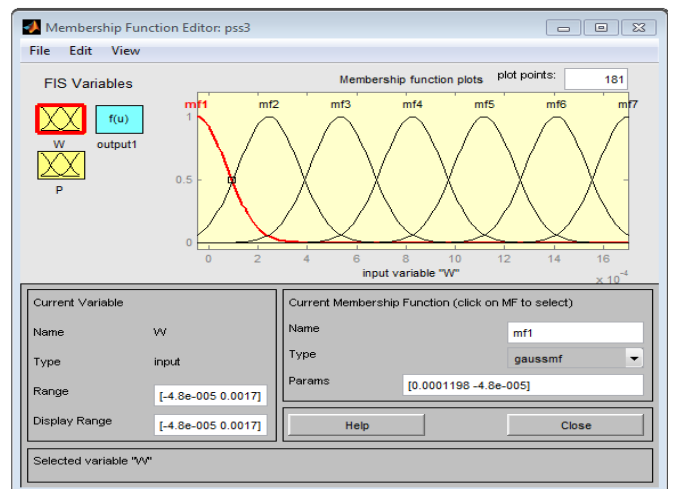 Membership Function Editor: pss3
File Edit View
FIS Variables
W
f(u)
output1
P
Membership function plots plot points: 181
mf1 mf2 mf3 mf4 mf5 mf6 mf7
1
0.5
0
0 2 4 6 8 10 12 14 16
input variable "W"
x 10-4
Current Variable
Name W
Type input
Range [-4.8e-005 0.0017]
Display Range [-4.8e-005 0.0017]
Current Membership Function (click on MF to select)
Name mf1
Type gaussmf
Params [0.0001198 -4.8e-005]
Help Close
Selected variable "W"